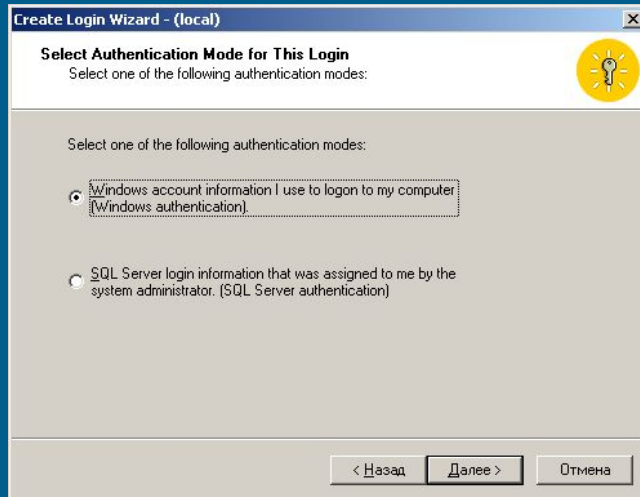 Create Login Wizard - (local)
Select Authentication Mode for This Login
Select one of the following authentication modes:
Select one of the following authentication modes:
Windows account information I use to logon to my computer
(Windows authentication).
SQL Server login information that was assigned to me by the
system administrator. (SQL Server authentication)
< Назад
Далее >
Отмена